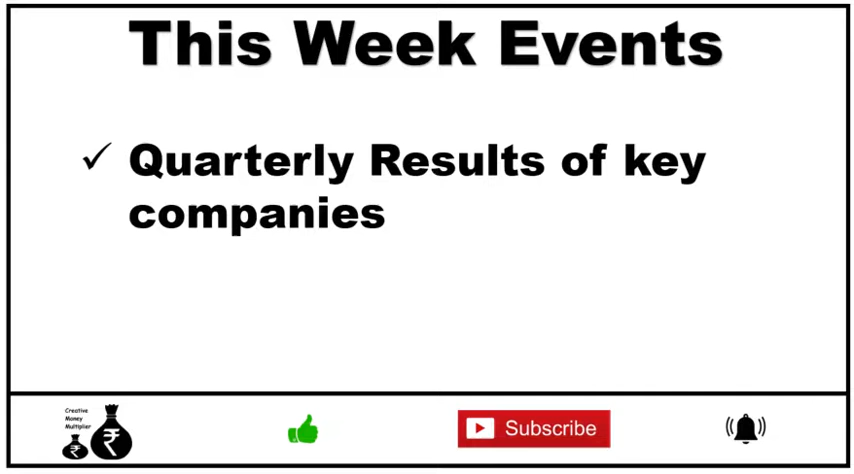 This Week Events
✓ Quarterly Results of key
companies
Creative
Money
Multiplier
₹ ₹
Subscribe